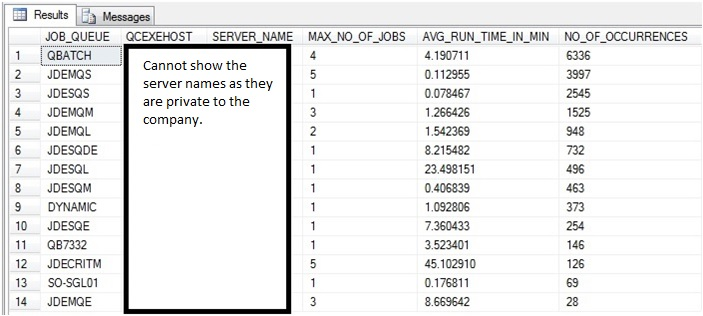 Results Messages
JOB_QUEUE QCEXEHOST SERVER_NAME MAX_NO_OF_JOBS AVG_RUN_TIME_IN_MIN NO_OF_OCCURRENCES
1 QBATCH 4 4.190711 6336
2 JDEMQS 5 0.112955 3997
3 JDESQS 1 0.078467 2545
4 JDEMQM 3 1.266426 1525
5 JDEMQL 2 1.542369 948
6 JDESQDE 1 8.215482 732
7 JDESQL 1 23.498151 496
8 JDESQM 1 0.406839 463
9 DYNAMIC 1 1.092806 373
10 JDESQE 1 7.360433 254
11 QB7332 1 3.523401 146
12 JDECRITM 5 45.102910 126
13 SO-SGL01 1 0.176811 69
14 JDEMQE 3 8.669642 28
Cannot show the
server names as they
are private to the
company.